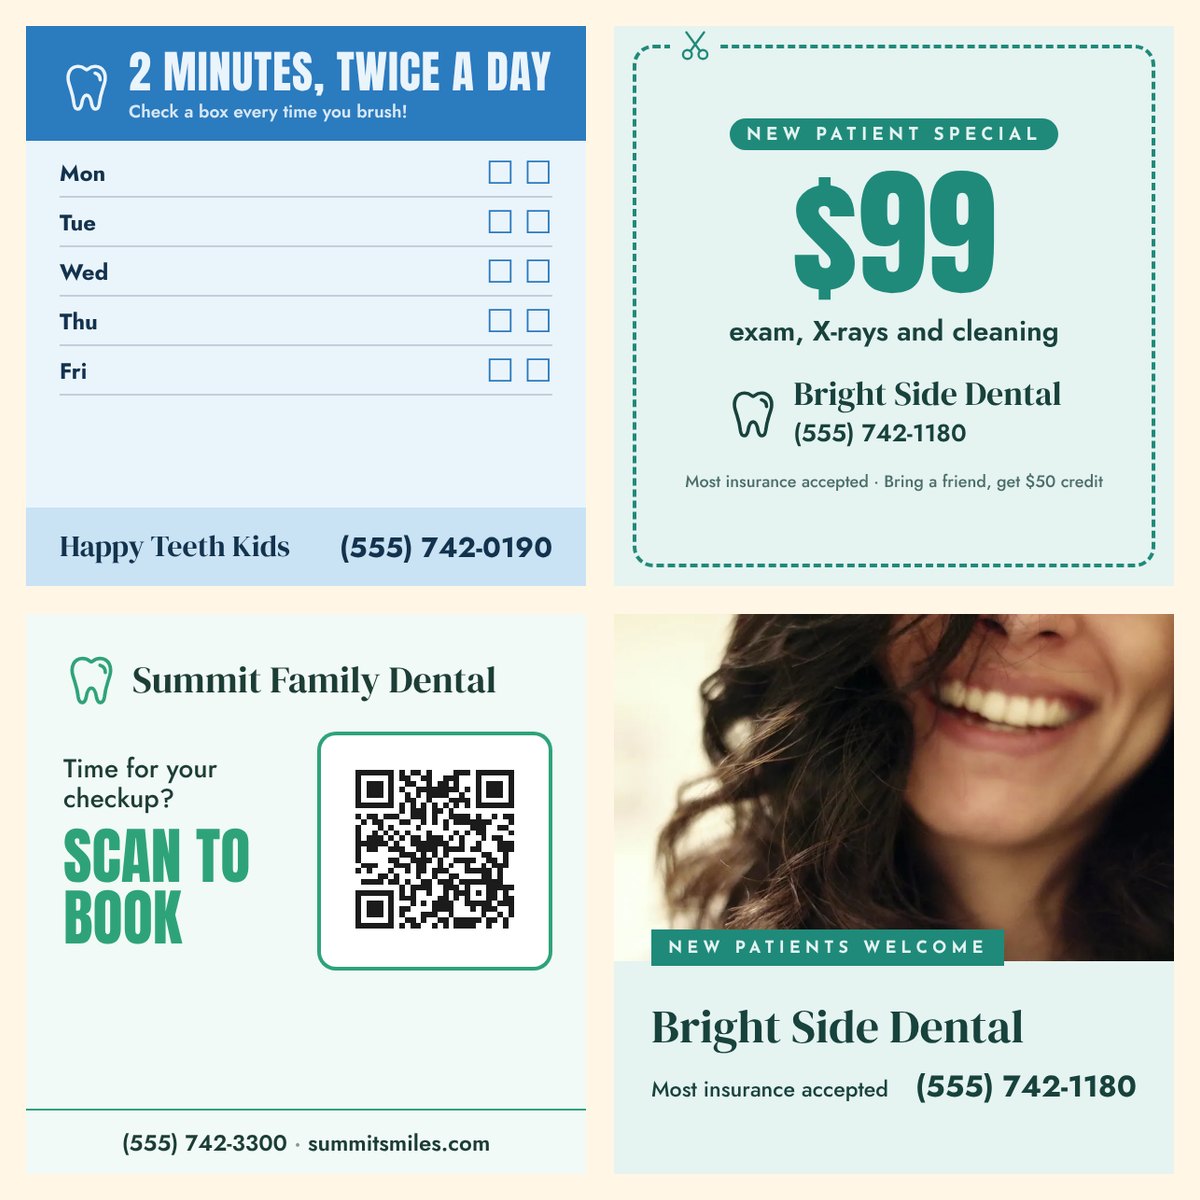 2 MINUTES, TWICE A DAY
Check a box every time you brush!
Mon
Tue
Wed
Thu
Fri
Happy Teeth Kids
(555) 742-0190
NEW PATIENT SPECIAL
$99
exam, X-rays and cleaning
Bright Side Dental
(555) 742-1180
Most insurance accepted · Bring a friend, get $50 credit
Summit Family Dental
Time for your
checkup?
SCAN TO
BOOK
(555) 742-3300 · summitsmiles.com
NEW PATIENTS WELCOME
Bright Side Dental
Most insurance accepted
(555) 742-1180